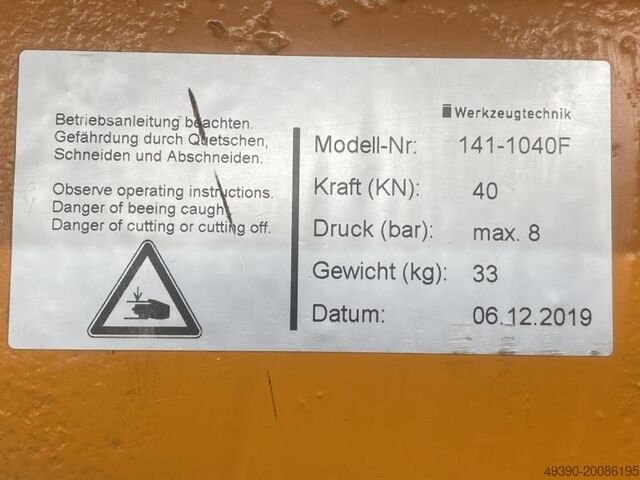 Betriebsanleitung beachten.
Gefährdung durch Quetschen,
Schneiden und Abschneiden.
Observe operating instructions.
Danger of beeing caught
Danger of cutting or cutting off.
Werkzeugtechnik
Modell-Nr: 141-1040F
Kraft (KN): 40
Druck (bar): max. 8
Gewicht (kg): 33
Datum: 06.12.2019
49390-20086195